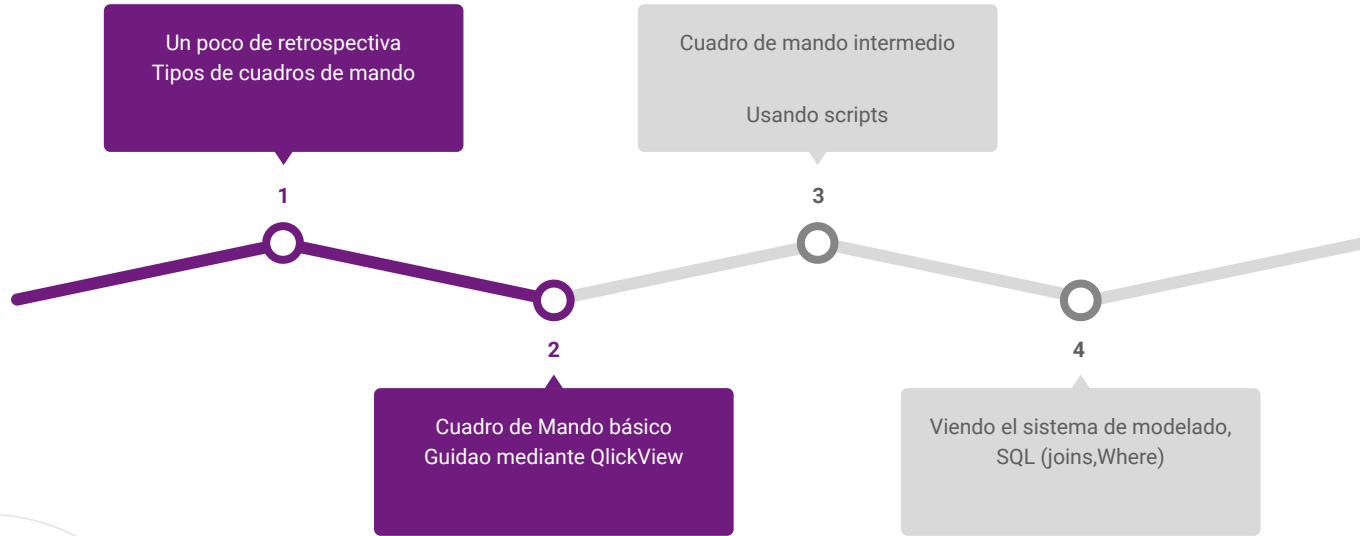 Un poco de retrospectiva
Tipos de cuadros de mando
1
Cuadro de Mando básico
Guidao mediante QlickView
2
Cuadro de mando intermedio
Usando scripts
3
Viendo el sistema de modelado,
SQL (joins,Where)
4